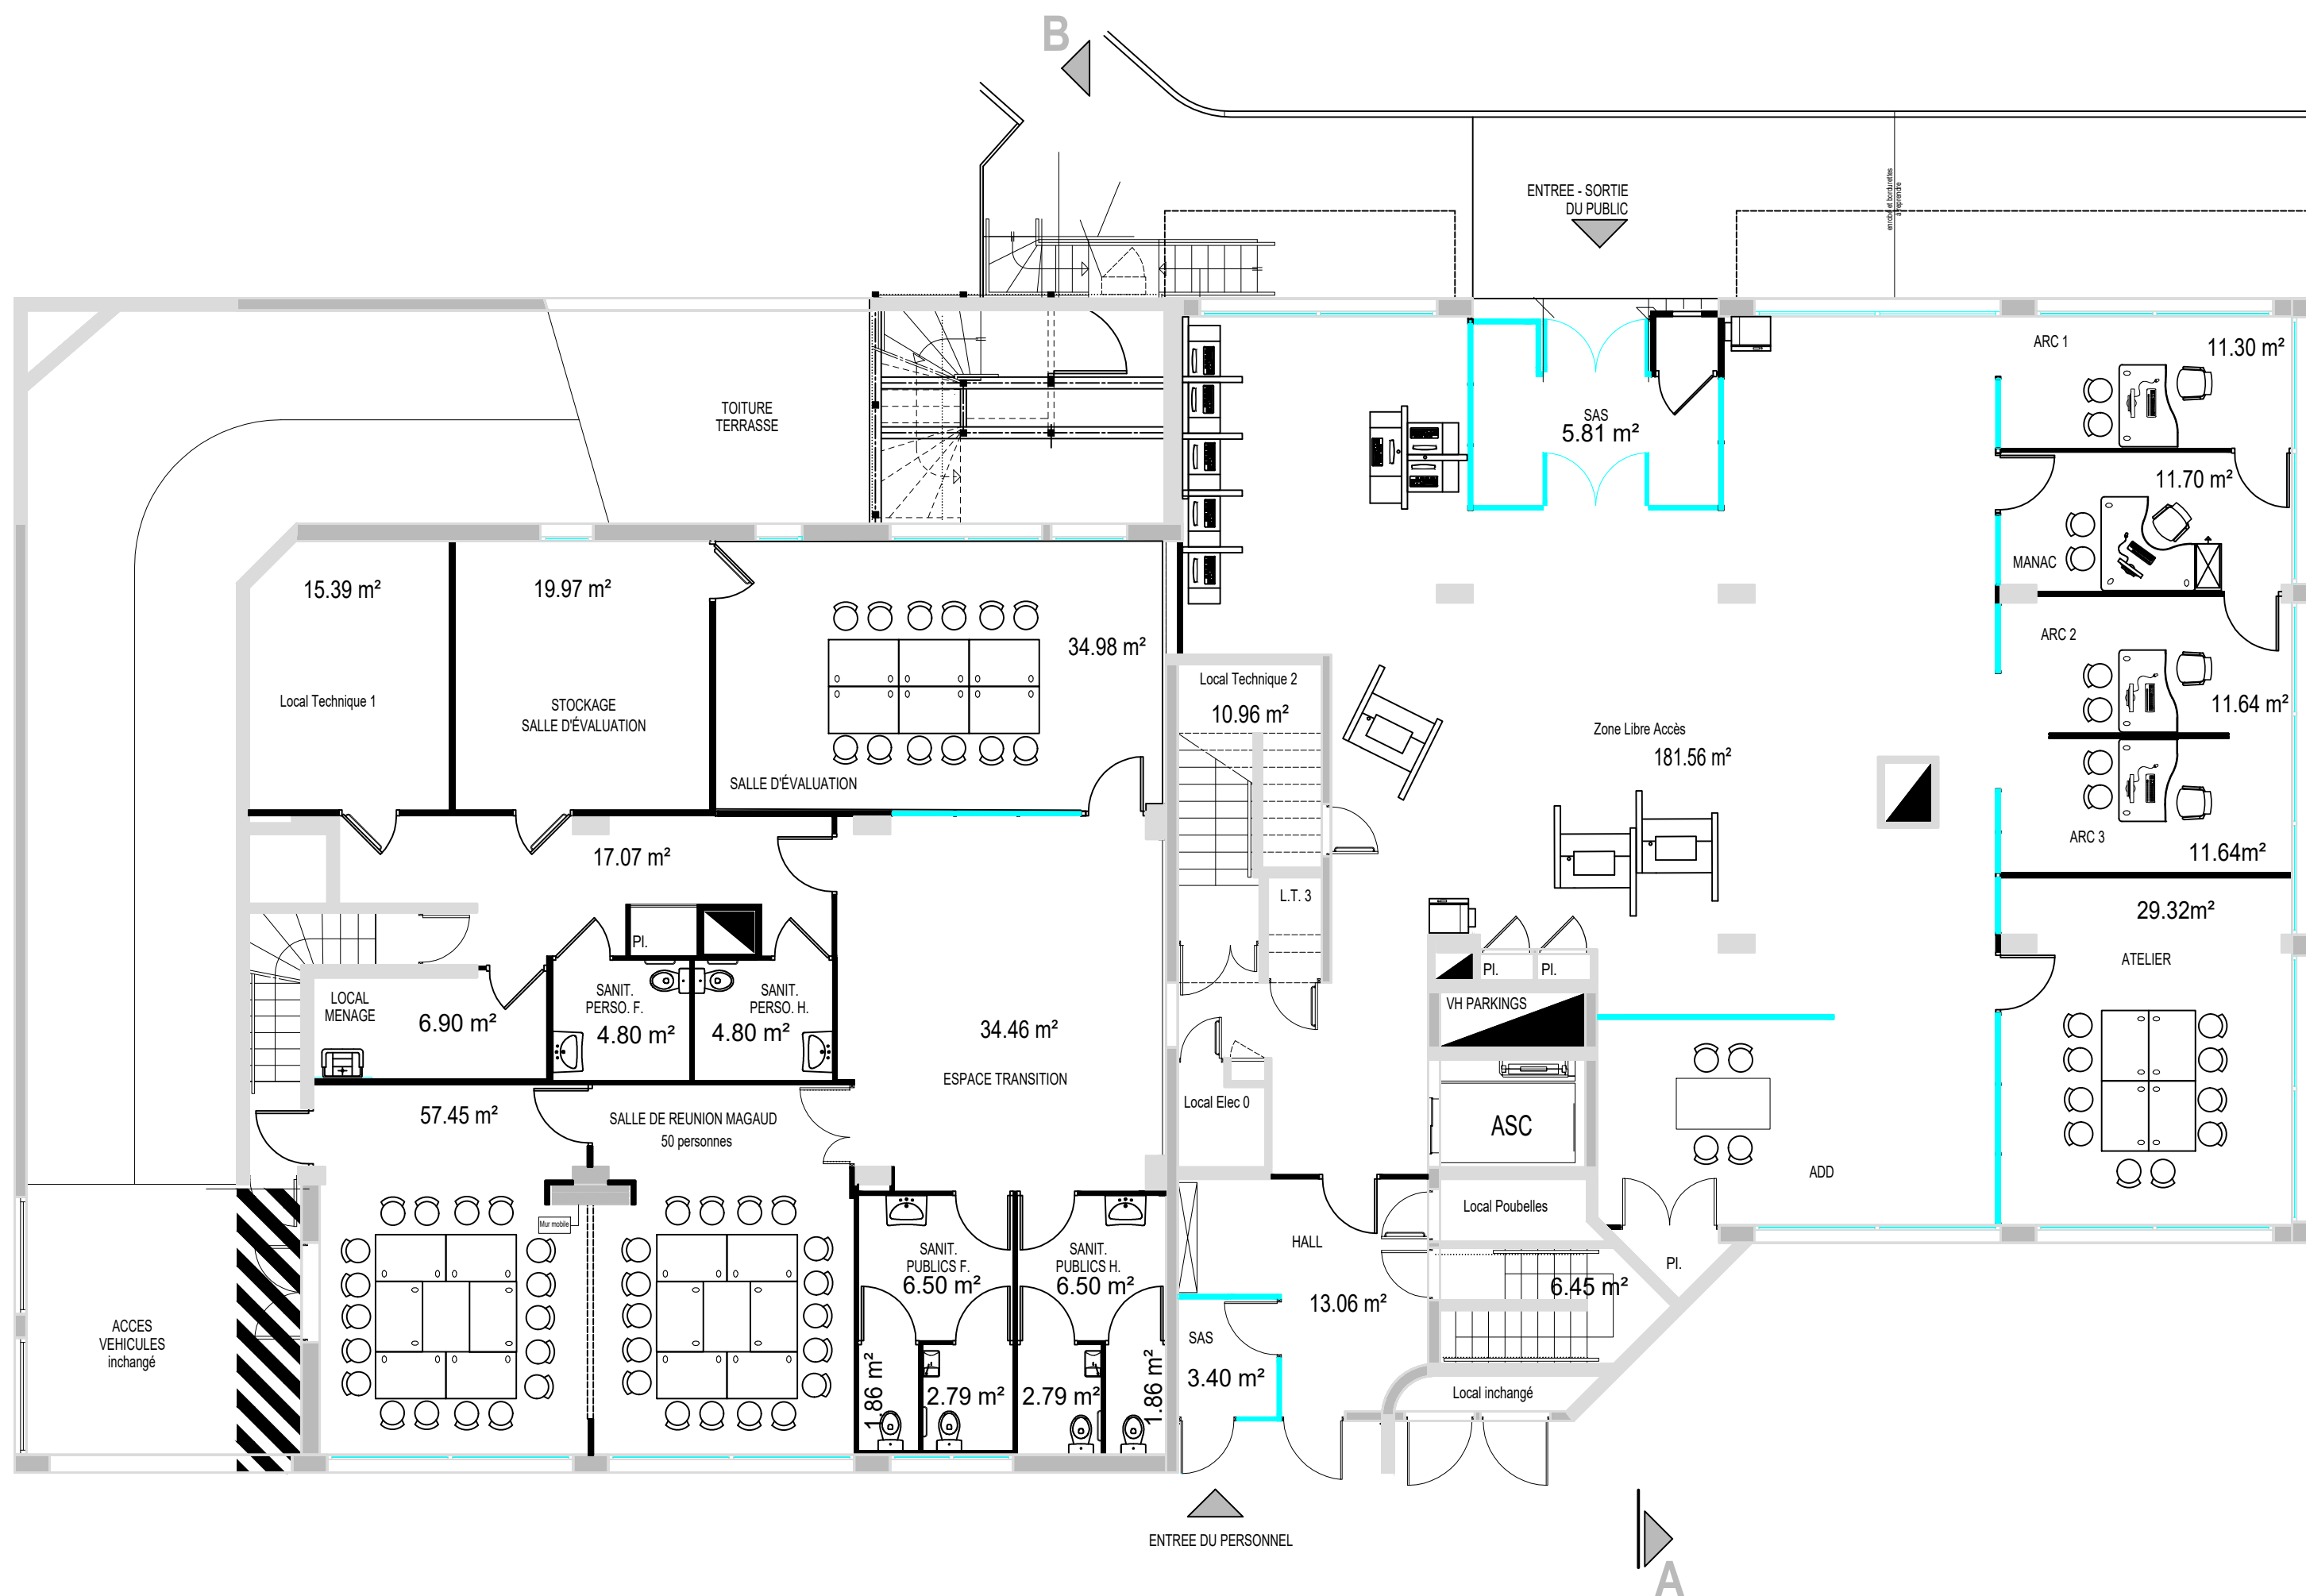 B
ENTREE - SORTIE
DU PUBLIC
enrobé et bordurettes
à reprendre
ARC 1
11.30 m²
TOITURE
TERRASSE
SAS
5.81 m²
11.70 m²
MANAC
15.39 m²
19.97 m²
34.98 m²
ARC 2
Local Technique 1
STOCKAGE
SALLE D'ÉVALUATION
Local Technique 2
10.96 m²
11.64 m²
Zone Libre Accès
181.56 m²
SALLE D'ÉVALUATION
ARC 3
11.64m²
17.07 m²
L.T. 3
29.32m²
Pl.
ATELIER
Pl.
Pl.
LOCAL
MENAGE
6.90 m²
SANIT.
PERSO. F.
4.80 m²
SANIT.
PERSO. H.
4.80 m²
VH PARKINGS
34.46 m²
ESPACE TRANSITION
57.45 m²
SALLE DE REUNION MAGAUD
50 personnes
Local Elec 0
ASC
ADD
Local Poubelles
Mur mobile
HALL
SANIT.
PUBLICS F.
6.50 m²
SANIT.
PUBLICS H.
6.50 m²
Pl.
6.45 m²
13.06 m²
ACCES
VEHICULES
inchangé
SAS
3.40 m²
1.86 m²
2.79 m²
2.79 m²
1.86 m²
Local inchangé
ENTREE DU PERSONNEL
A